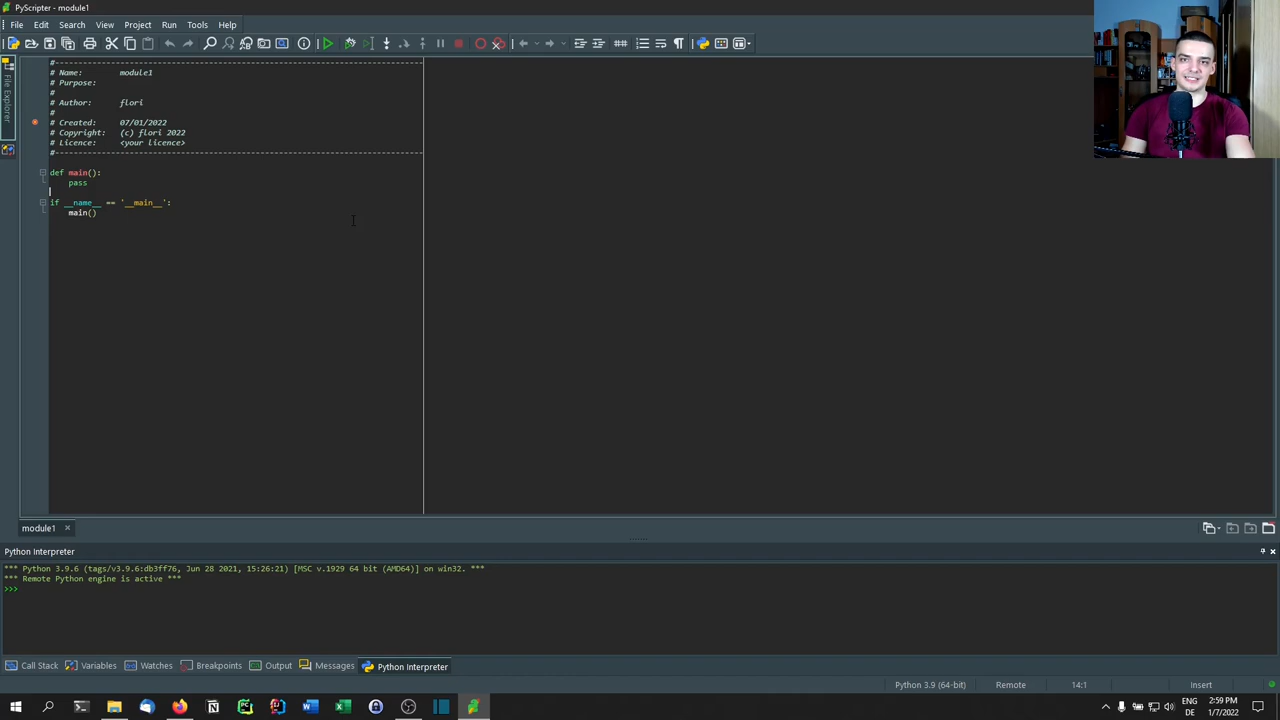 PyScripter - module1
File Edit Search View Project Run Tools Help
File Explorer
#------------------------------------------------------------------------------- 
# Name:        module1
# Purpose:
#
# Author:      flori
#
# Created:     07/01/2022
# Copyright:   (c) flori 2022
# Licence:     <your licence>
#-------------------------------------------------------------------------------
def main():
    pass
if __name__ == '__main__':
    main()
module1
Python Interpreter
*** Python 3.9.6 (tags/v3.9.6:db3ff76, Jun 28 2021, 15:26:21) [MSC v.1929 64 bit (AMD64)] on win32. ***
*** Remote Python engine is active ***
>>>
Call Stack Variables Watches Breakpoints Output Messages Python Interpreter
Python 3.9 (64-bit) Remote 14:1 Insert
ENG 2:59 PM
DE 1/7/2022